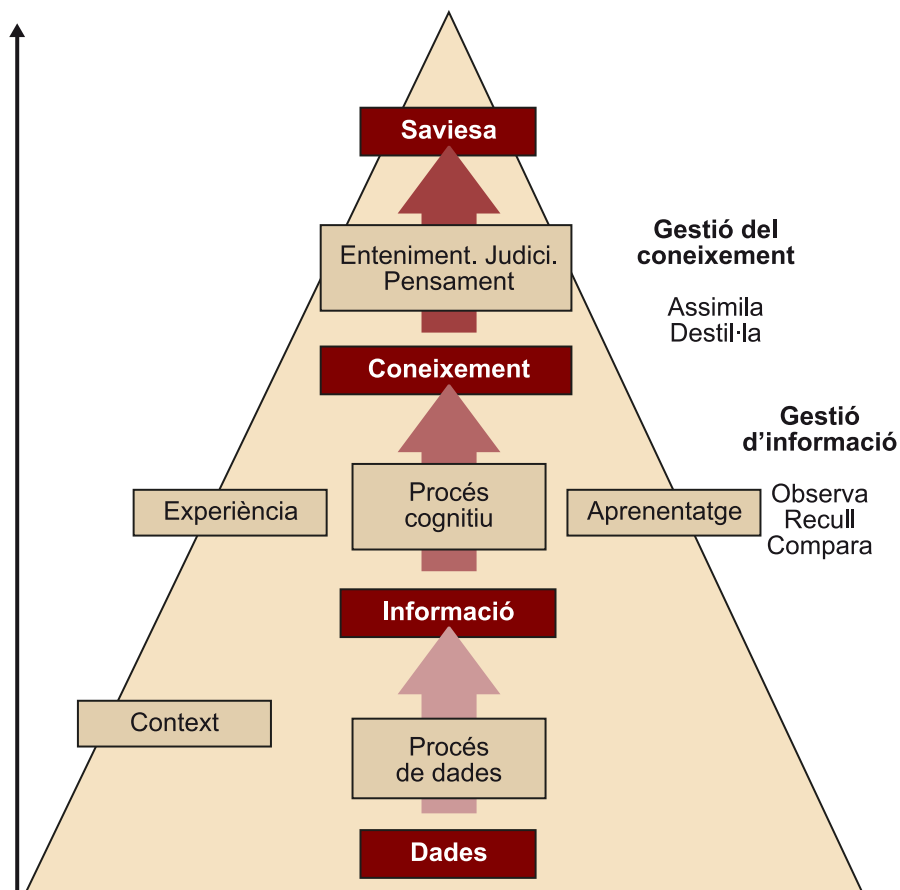 Saviesa
Enteniment. Judici.
Pensament
Gestió del
coneixement
Assimila
Destil·la
Coneixement
Gestió
d’informació
Experiència
Procés
cognitiu
Aprenentatge
Observa
Recull
Compara
Informació
Context
Procés
de dades
Dades